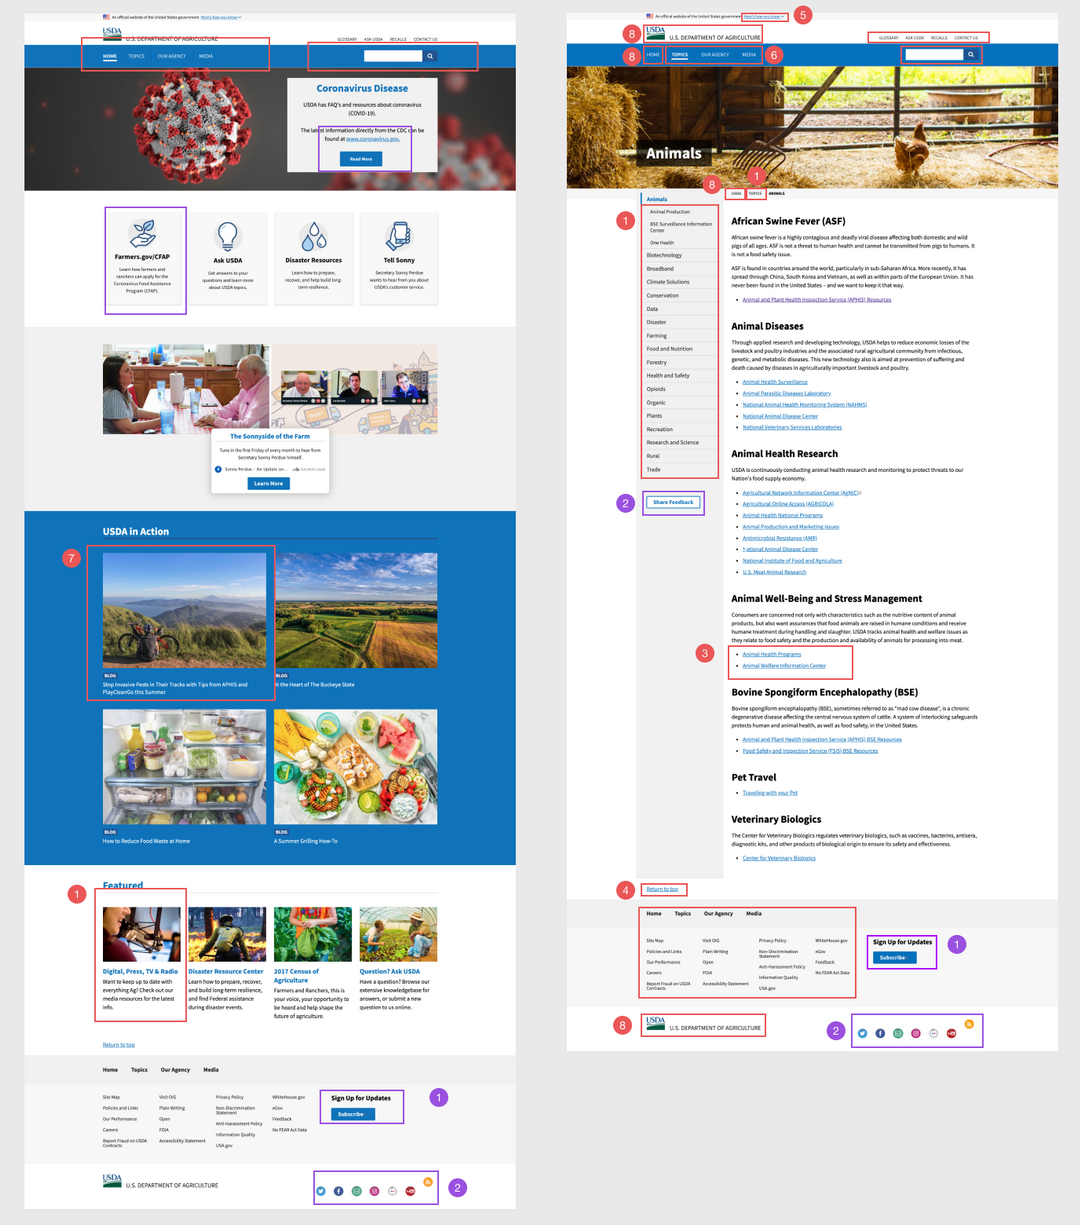 An official website of the United States government Here's how you know
USDA
U.S. DEPARTMENT OF AGRICULTURE
GLOSSARY ASK USDA RECALLS CONTACT US
HOME TOPICS OUR AGENCY MEDIA
Coronavirus Disease
USDA has FAQ's and resources about coronavirus
(COVID-19).
The latest information directly from the CDC can be
found at www.coronavirus.gov.
Read More
Farmers.gov/CFAP
Learn how farmers and
ranchers can apply for the
Coronavirus Food Assistance
Program (CFAP).
Ask USDA
Get answers to your
questions and learn more
about USDA topics.
Disaster Resources
Learn how to prepare,
recover, and help build long-
term resilience.
Tell Sonny
Secretary Sonny Perdue
wants to hear from you about
USDA's customer service.
The Sonnyside of the Farm
Tune in the first Friday of every month to hear from
Secretary Sonny Perdue himself.
Sonny Perdue - An Update on...
Learn More
USDA in Action
7
BLOG
Stop Invasive Pests in Their Tracks with Tips from APHIS and
PlayCleanGo this Summer
BLOG
At the Heart of The Buckeye State
BLOG
How to Reduce Food Waste at Home
BLOG
A Summer Grilling How-To
Featured
1
Digital, Press, TV & Radio
Want to keep up to date with
everything Ag? Check out our
media resources for the latest
info.
Disaster Resource Center
Learn how to prepare, recover,
and build long-term resilience,
and find Federal assistance
during disaster events.
2017 Census of
Agriculture
Farmers and Ranchers, this is
your voice, your opportunity to
be heard and help shape the
future of agriculture.
Question? Ask USDA
Have a question? Browse our
extensive knowledgebase for
answers, or submit a new
question to us online.
Return to top
Home Topics Our Agency Media
Site Map
Policies and Links
Our Performance
Careers
Report Fraud on USDA
Contracts
Visit OIG
Plain Writing
Open
FOIA
Accessibility Statement
Privacy Policy
Non-Discrimination
Statement
Anti-Harassment Policy
Information Quality
USA.gov
WhiteHouse.gov
eGov
Feedback
No FEAR Act Data
Sign Up for Updates
Subscribe
1
USDA
U.S. DEPARTMENT OF AGRICULTURE
2
An official website of the United States government Here's how you know
5
8
USDA
U.S. DEPARTMENT OF AGRICULTURE
GLOSSARY ASK USDA RECALLS CONTACT US
8
HOME TOPICS OUR AGENCY MEDIA
6
Animals
8
1
USDA TOPICS ANIMALS
1
Animals
Animal Production
BSE Surveillance Information
Center
One Health
Biotechnology
Broadband
Climate Solutions
Conservation
Data
Disaster
Farming
Food and Nutrition
Forestry
Health and Safety
Opioids
Organic
Plants
Recreation
Research and Science
Rural
Trade
2
Share Feedback
African Swine Fever (ASF)
African swine fever is a highly contagious and deadly viral disease affecting both domestic and wild
pigs of all ages. ASF is not a threat to human health and cannot be transmitted from pigs to humans. It
is not a food safety issue.
ASF is found in countries around the world, particularly in sub-Saharan Africa. More recently, it has
spread through China, South Korea and Vietnam, as well as within parts of the European Union. It has
never been found in the United States – and we want to keep it that way.
Animal and Plant Health Inspection Service (APHIS) Resources
Animal Diseases
Through applied research and developing technology, USDA helps to reduce economic losses of the
livestock and poultry industries and the associated rural agricultural community from infectious,
genetic, and metabolic diseases. This new technology also is aimed at prevention of suffering and
death caused by diseases in agriculturally important livestock and poultry.
Animal Health Surveillance
Animal Parasitic Diseases Laboratory
National Animal Health Monitoring System (NAHMS)
National Animal Disease Center
National Veterinary Services Laboratories
Animal Health Research
USDA is continuously conducting animal health research and monitoring to protect threats to our
Nation's food supply economy.
Agricultural Network Information Center (AgNIC)
Agricultural Online Access (AGRICOLA)
Animal Health National Programs
Animal Production and Marketing Issues
Antimicrobial Resistance (AMR)
National Animal Disease Center
National Institute of Food and Agriculture
U.S. Meat Animal Research
Animal Well-Being and Stress Management
Consumers are concerned not only with characteristics such as the nutritive content of animal
products, but also want assurances that food animals are raised in humane conditions and receive
humane treatment during handling and slaughter. USDA tracks animal health and welfare issues as
they relate to food safety and the production and availability of animals for processing into meat.
3
Animal Health Programs
Animal Welfare Information Center
Bovine Spongiform Encephalopathy (BSE)
Bovine spongiform encephalopathy (BSE), sometimes referred to as "mad cow disease", is a chronic
degenerative disease affecting the central nervous system of cattle. A system of interlocking safeguards
protects human and animal health, as well as food safety, in the United States.
Animal and Plant Health Inspection Service (APHIS) BSE Resources
Food Safety and Inspection Service (FSIS) BSE Resources
Pet Travel
Traveling with your Pet
Veterinary Biologics
The Center for Veterinary Biologics regulates veterinary biologics, such as vaccines, bacterins, antisera,
diagnostic kits, and other products of biological origin to ensure its safety and effectiveness.
Center for Veterinary Biologics
4
Return to top
Home Topics Our Agency Media
Site Map
Policies and Links
Our Performance
Careers
Report Fraud on USDA
Contracts
Visit OIG
Plain Writing
Open
FOIA
Accessibility Statement
Privacy Policy
Non-Discrimination
Statement
Anti-Harassment Policy
Information Quality
USA.gov
WhiteHouse.gov
eGov
Feedback
No FEAR Act Data
Sign Up for Updates
Subscribe
1
8
USDA
U.S. DEPARTMENT OF AGRICULTURE
2